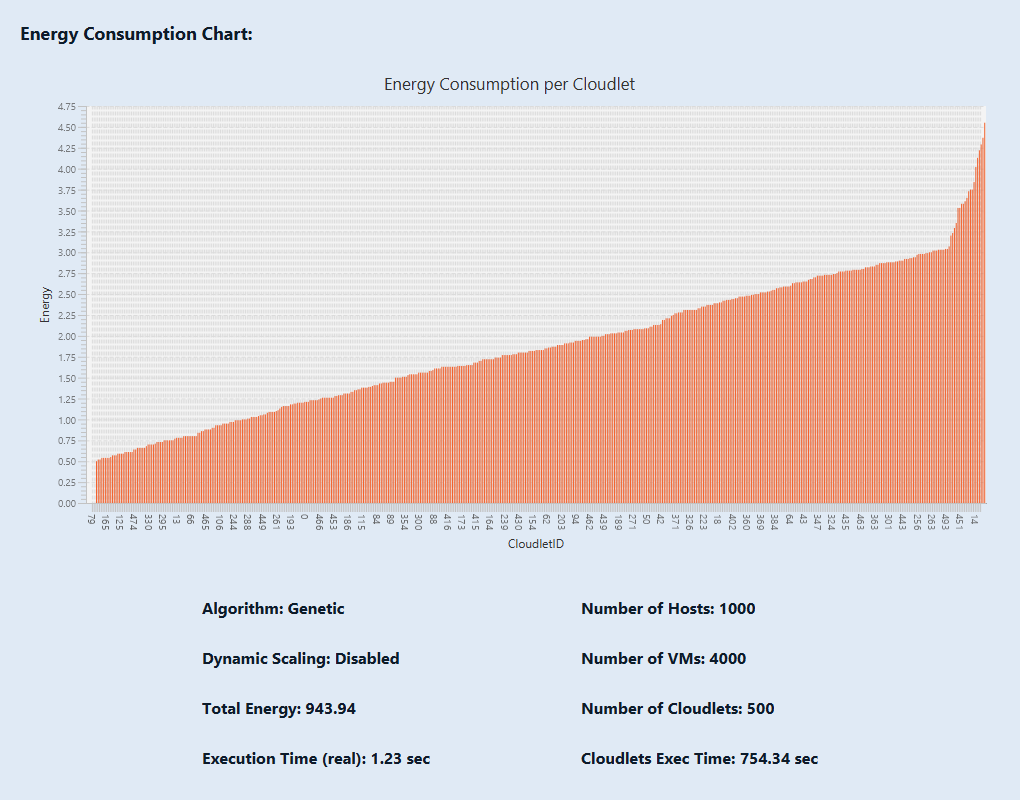 Energy Consumption Chart:
Energy Consumption per Cloudlet
4.75
4.50
4.25
4.00
3.75
3.50
3.25
3.00
2.75
2.50
2.25
2.00
1.75
1.50
1.25
1.00
0.75
0.50
0.25
0.00
Energy
79 165 125 474 330 295 13 66 465 106 244 288 449 261 193 0 466 453 186 115 84 89 354 300 88 416 173 415 164 239 430 154 62 203 94 462 439 189 271 50 42 371 326 223 18 402 360 369 384 64 43 347 324 435 463 363 301 443 256 263 493 451 14
CloudletID
Algorithm: Genetic
Number of Hosts: 1000
Dynamic Scaling: Disabled
Number of VMs: 4000
Total Energy: 943.94
Number of Cloudlets: 500
Execution Time (real): 1.23 sec
Cloudlets Exec Time: 754.34 sec